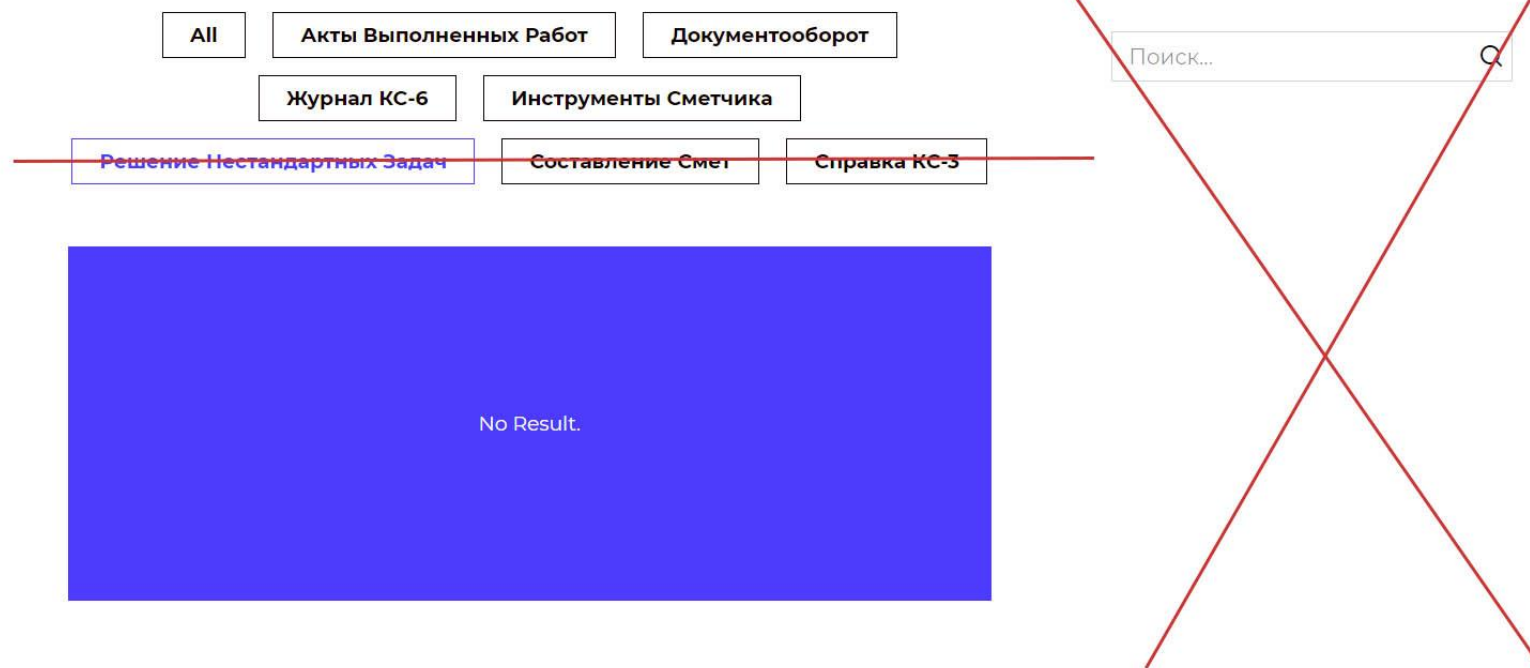 All Акты Выполненных Работ Документооборот
Поиск...
Журнал КС-6 Инструменты Сметчика
Решение Нестандартных Задач Составление Смет Справка КС-3
No Result.